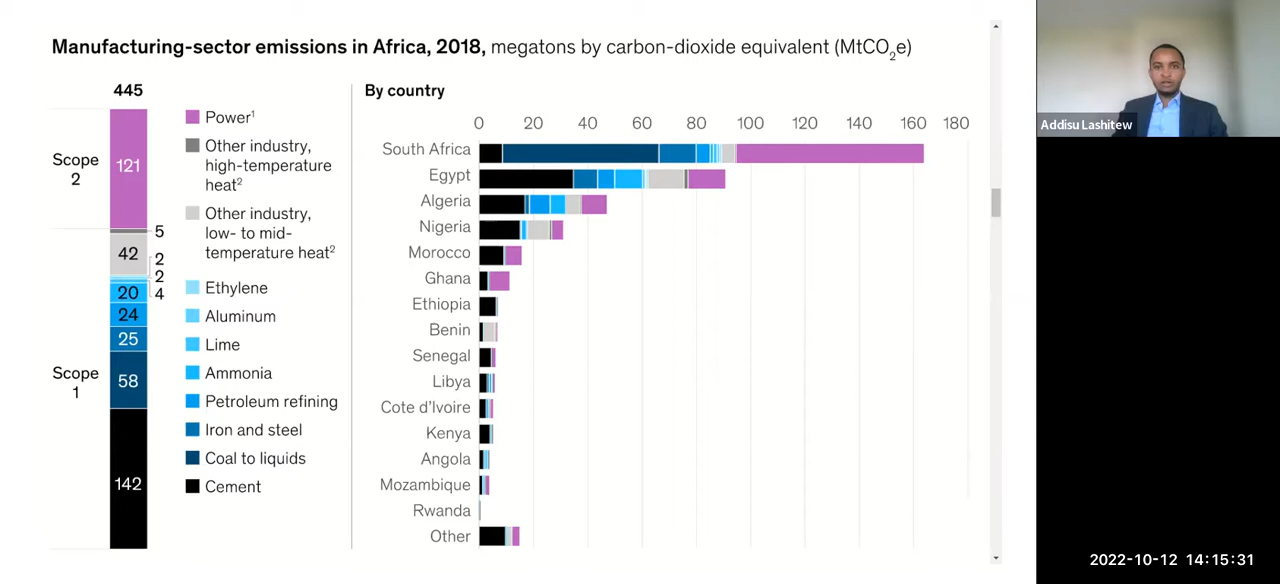 Manufacturing-sector emissions in Africa, 2018, megatons by carbon-dioxide equivalent (MtCO₂e)
445
Scope
2
Scope
1
121
5
42
2
2
4
20
24
25
58
142
Power¹
Other industry,
high-temperature
heat²
Other industry,
low- to mid-
temperature heat²
Ethylene
Aluminum
Lime
Ammonia
Petroleum refining
Iron and steel
Coal to liquids
Cement
By country
0 20 40 60 80 100 120 140 160 180
South Africa
Egypt
Algeria
Nigeria
Morocco
Ghana
Ethiopia
Benin
Senegal
Libya
Cote d'Ivoire
Kenya
Angola
Mozambique
Rwanda
Other
Addisu Lashitew
2022-10-12 14:15:31